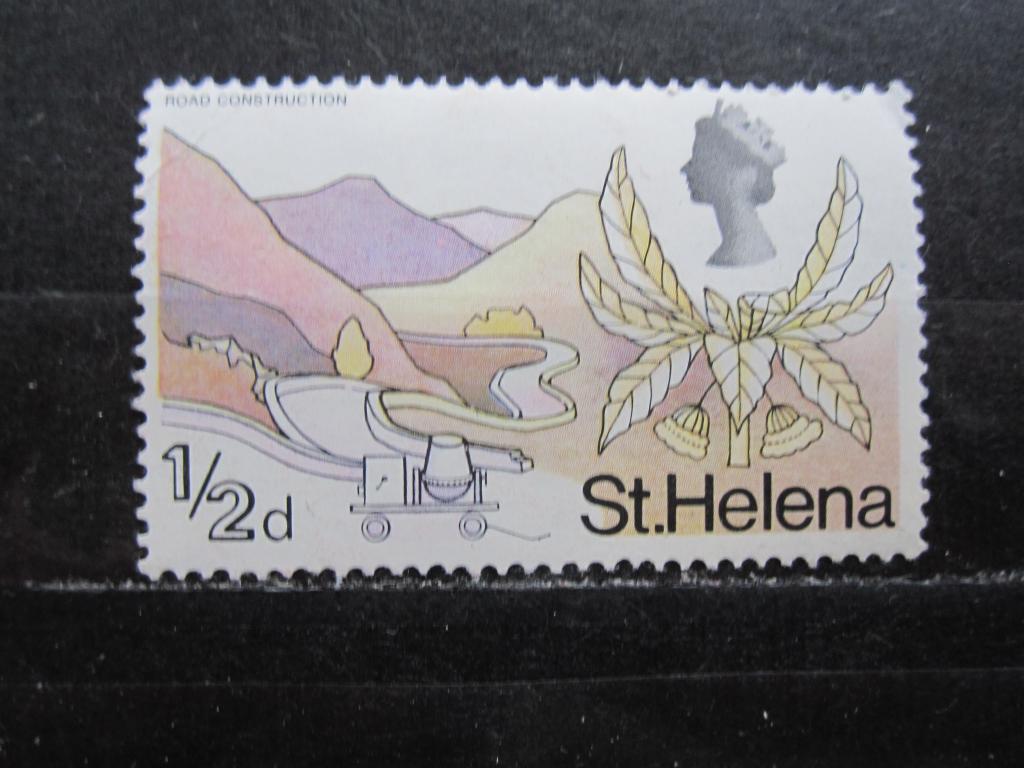 ROAD CONSTRUCTION
1/2d
St.Helena